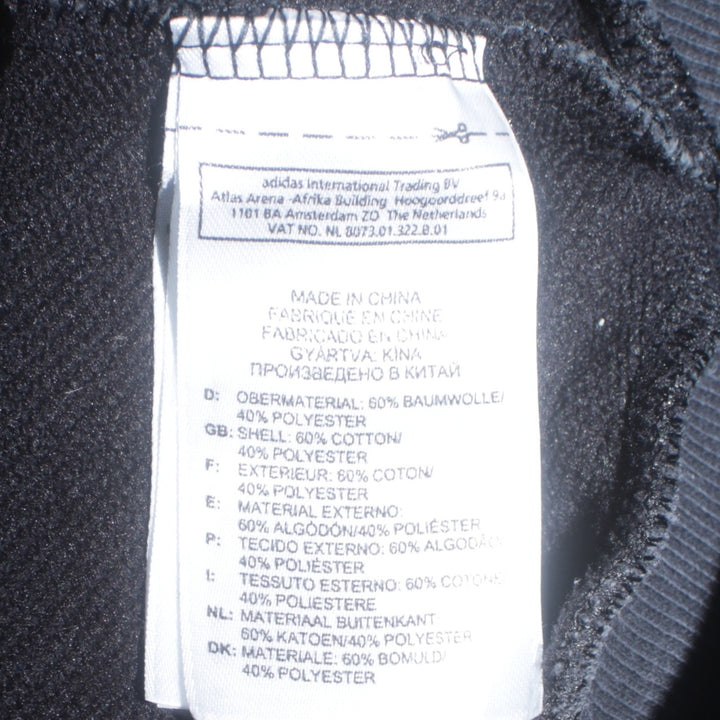 adidas International Trading BV
Atlas Arena -Afrika Building Hoogoorddreef 9a
1101 BA Amsterdam ZO The Netherlands
VAT NO. NL 8073.01.322.B.01
MADE IN CHINA
FABRIQUÉ EN CHINE
FABRICADO EN CHINA
GYÁRTVA: KÍNA
ПРОИЗВЕДЕНО В КИТАЙ
D: OBERMATERIAL: 60% BAUMWOLLE/
40% POLYESTER
GB: SHELL: 60% COTTON/
40% POLYESTER
F: EXTERIEUR: 60% COTON/
40% POLYESTER
E: MATERIAL EXTERNO:
60% ALGÓDÓN/40% POLIÉSTER
P: TECIDO EXTERNO: 60% ALGODÃO/
40% POLIÉSTER
I: TESSUTO ESTERNO: 60% COTONE
40% POLIESTERE
NL: MATERIAAL BUITENKANT
60% KATOEN/40% POLYESTER
DK: MATERIALE: 60% BOMULD/
40% POLYESTER